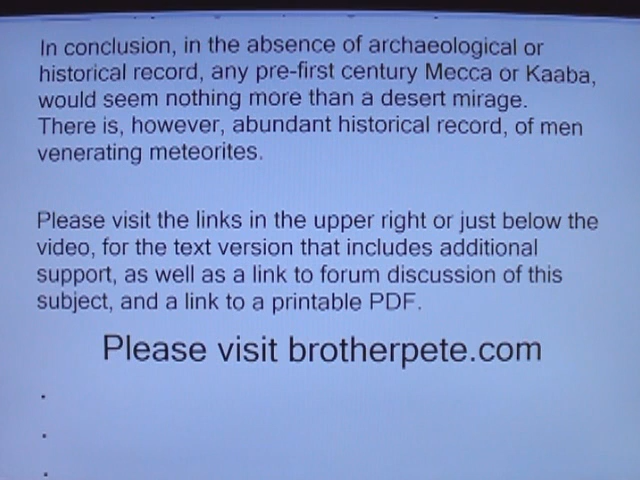 In conclusion, in the absence of archaeological or
historical record, any pre-first century Mecca or Kaaba,
would seem nothing more than a desert mirage.
There is, however, abundant historical record, of men
venerating meteorites.
Please visit the links in the upper right or just below the
video, for the text version that includes additional
support, as well as a link to forum discussion of this
subject, and a link to a printable PDF.
Please visit brotherpete.com
.
.
.